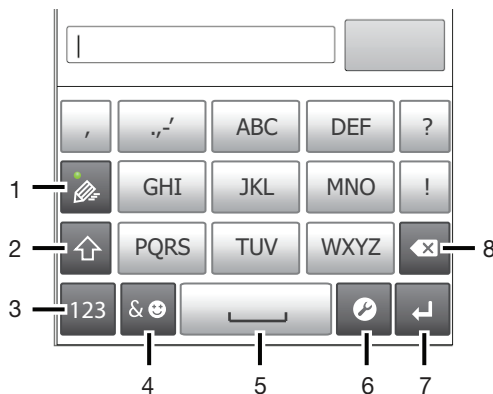 , .,-’ ABC DEF ?
1 GHI JKL MNO !
2 PQRS TUV WXYZ 8
3 123 &
4 5 6 7